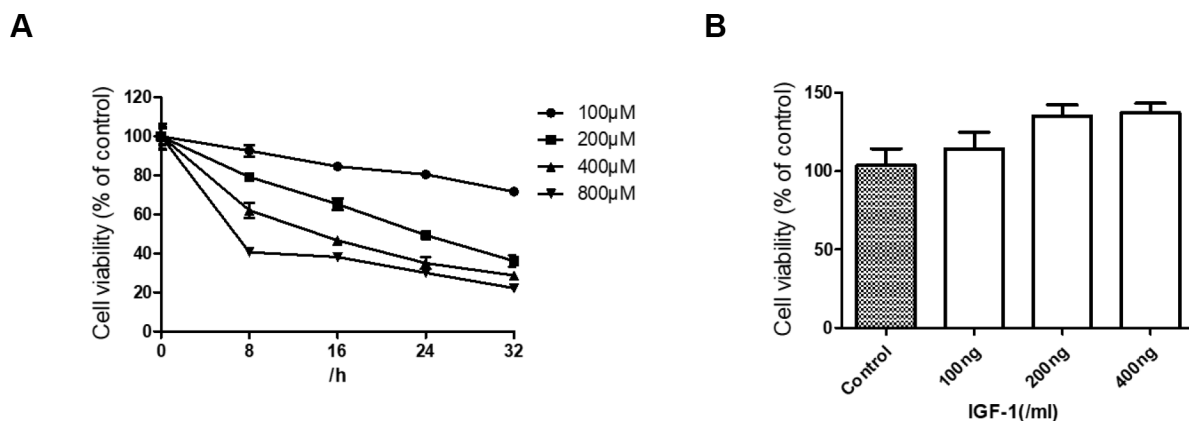 A
Cell viability (% of control)
120
100
80
60
40
20
0
0 8 16 24 32
/h
100μM
200μM
400μM
800μM
B
Cell viability (% of control)
150
100
50
0
Control 100ng 200ng 400ng
IGF-1(/ml)